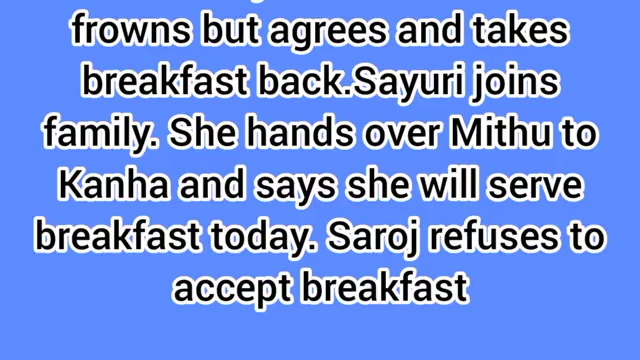 frowns but agrees and takes
breakfast back.Sayuri joins
family. She hands over Mithu to
Kanha and says she will serve
breakfast today. Saroj refuses to
accept breakfast